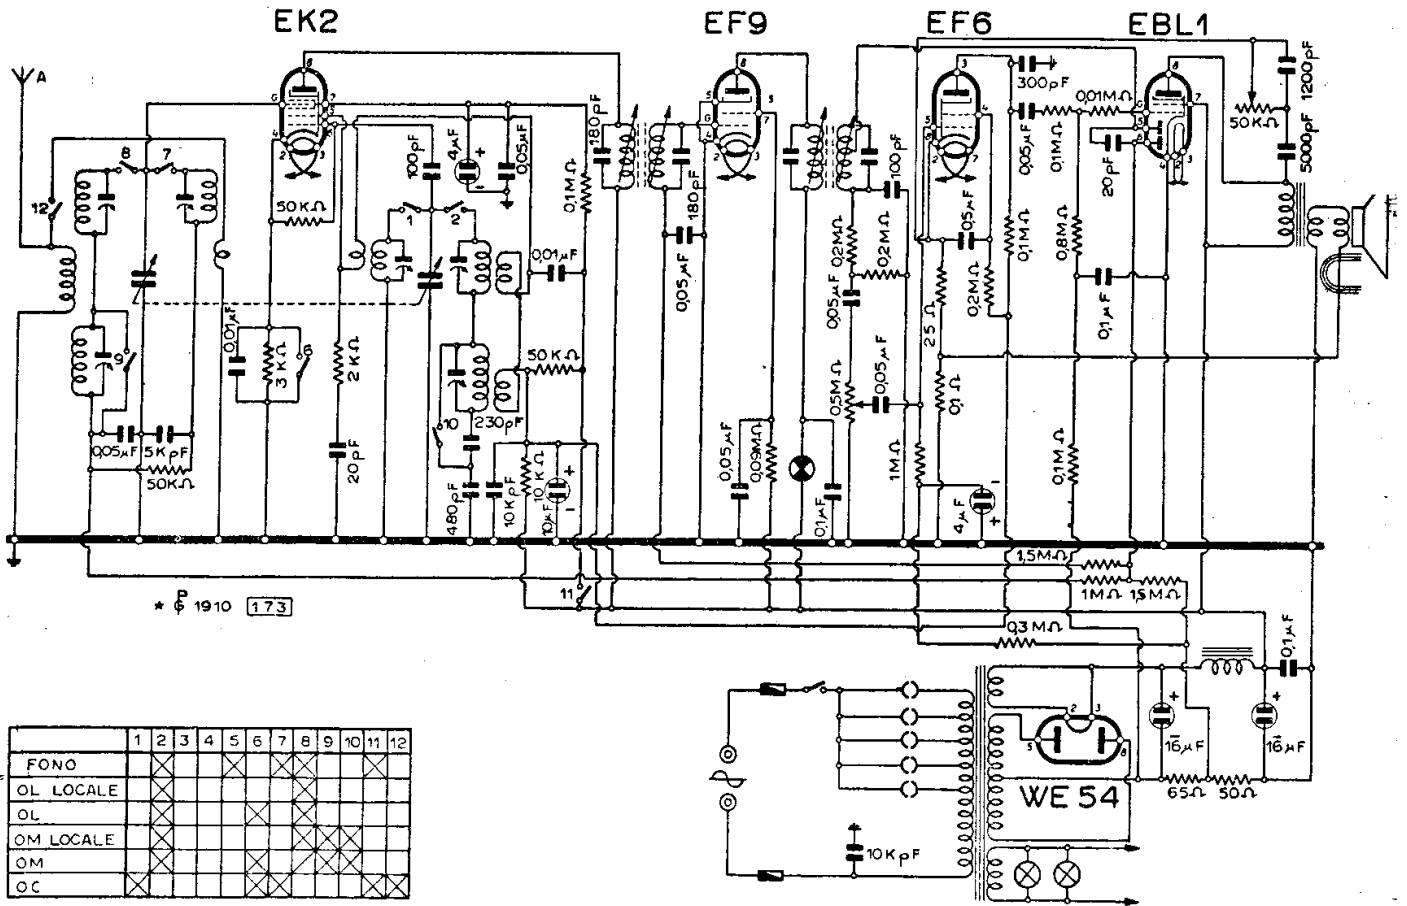 EK2 EF9 EF6 EBL1
A
12
8 7
50KΩ
100pF
4μF
0,05μF
0,1MΩ
1 2
0,01μF
180pF
180pF
0,05μF
100pF
0,2MΩ
0,2MΩ
0,05μF
300pF
0,05μF
0,1MΩ
0,01MΩ
20pF
0,5μF
0,2MΩ
25Ω
0,1MΩ
0,8MΩ
0,1μF
50KΩ
1200pF
5000pF
9
0,01μF
3KΩ
6
2KΩ
20pF
50KΩ
10
230pF
480pF
10KpF
10KΩ
10μF
0,05μF
5KpF
50KΩ
0,05μF
0,09MΩ
0,1μF
0,5MΩ
0,05μF
1MΩ
0,1Ω
4μF
0,1MΩ
1,5MΩ
1MΩ
1,5MΩ
0,3MΩ
11
0,1μF
* 1910 173
16μF
16μF
WE 54
65Ω
50Ω
10KpF
1 2 3 4 5 6 7 8 9 10 11 12
FONO
OL LOCALE
OL
OM LOCALE
OM
OC